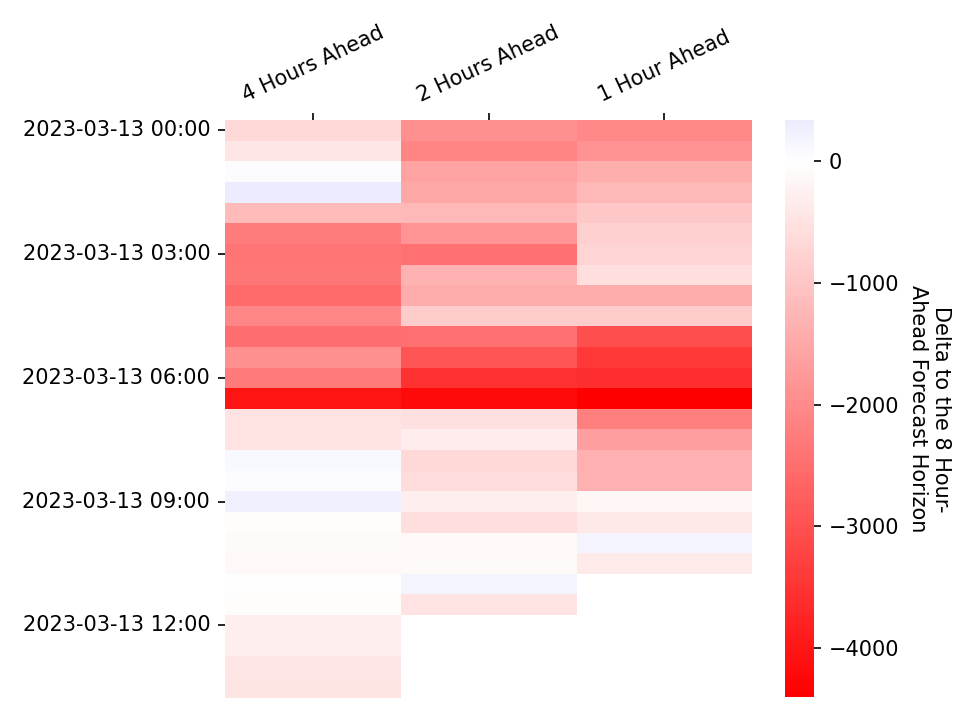 4 Hours Ahead
2 Hours Ahead
1 Hour Ahead
2023-03-13 00:00
2023-03-13 03:00
2023-03-13 06:00
2023-03-13 09:00
2023-03-13 12:00
0
−1000
−2000
−3000
−4000
Delta to the 8 Hour-
Ahead Forecast Horizon